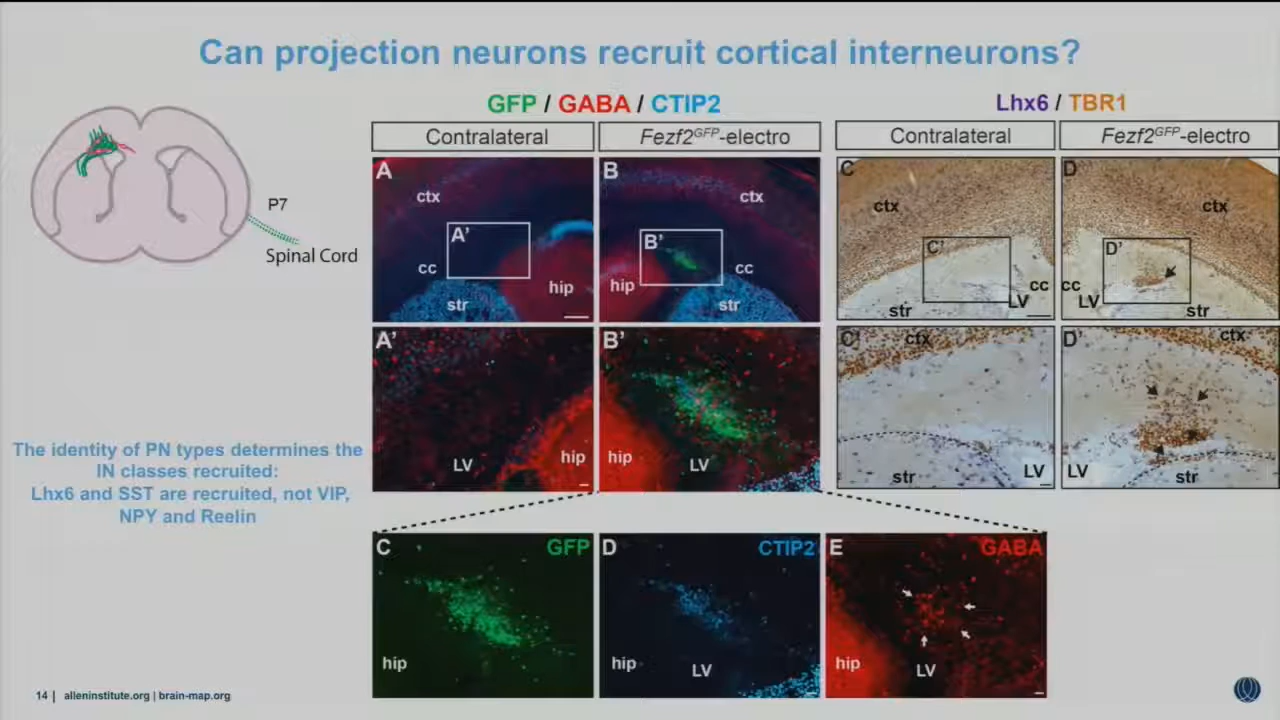 Can projection neurons recruit cortical interneurons?
GFP / GABA / CTIP2
Lhx6 / TBR1
Contralateral
Fezf2GFP-electro
Contralateral
Fezf2GFP-electro
P7
Spinal Cord
A
ctx
A'
cc
hip
str
B
ctx
B'
cc
hip
str
C
ctx
C'
cc
LV
str
D
ctx
D'
cc
LV
str
A'
LV
hip
B'
hip
LV
C'
ctx
str
LV
D'
ctx
LV
str
The identity of PN types determines the
IN classes recruited:
Lhx6 and SST are recruited, not VIP,
NPY and Reelin
C
GFP
hip
D
CTIP2
hip
LV
E
GABA
hip
LV
14 | alleninstitute.org | brain-map.org